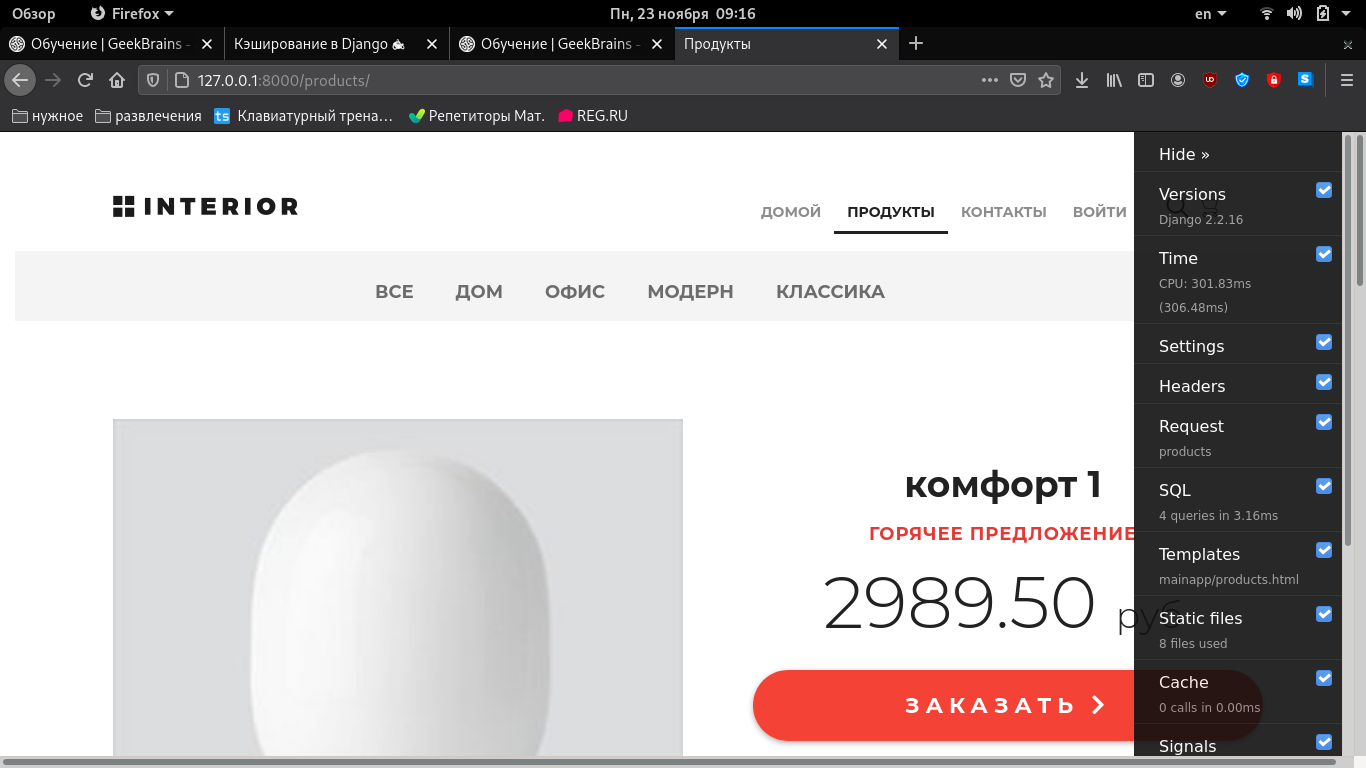 Обзор
Firefox
Пн, 23 ноября 09:16
en
Обучение | GeekBrains -
Кэширование в Django
Обучение | GeekBrains -
Продукты
127.0.0.1:8000/products/
нужное
развлечения
ts Клавиатурный трена...
Репетиторы Мат.
REG.RU
INTERIOR
ДОМОЙ
ПРОДУКТЫ
КОНТАКТЫ
ВОЙТИ
ВСЕ
ДОМ
ОФИС
МОДЕРН
КЛАССИКА
комфорт 1
ГОРЯЧЕЕ ПРЕДЛОЖЕНИЕ
2989.50 руб
ЗАКАЗАТЬ
Hide »
Versions
Django 2.2.16
Time
CPU: 301.83ms
(306.48ms)
Settings
Headers
Request
products
SQL
4 queries in 3.16ms
Templates
mainapp/products.html
Static files
8 files used
Cache
0 calls in 0.00ms
Signals